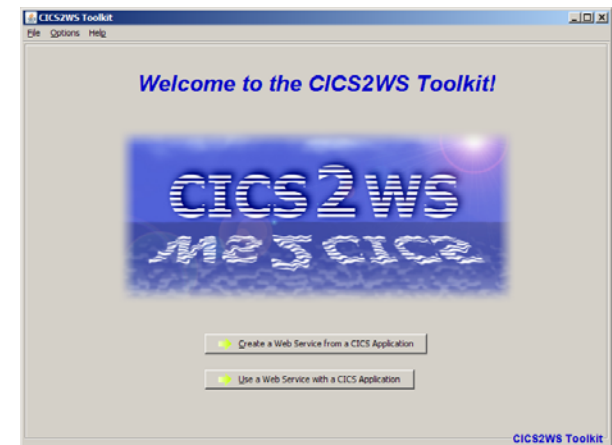 CICS2WS Toolkit
File Options Help
Welcome to the CICS2WS Toolkit!
CICS2WS
Create a Web Service from a CICS Application
Use a Web Service with a CICS Application
CICS2WS Toolkit